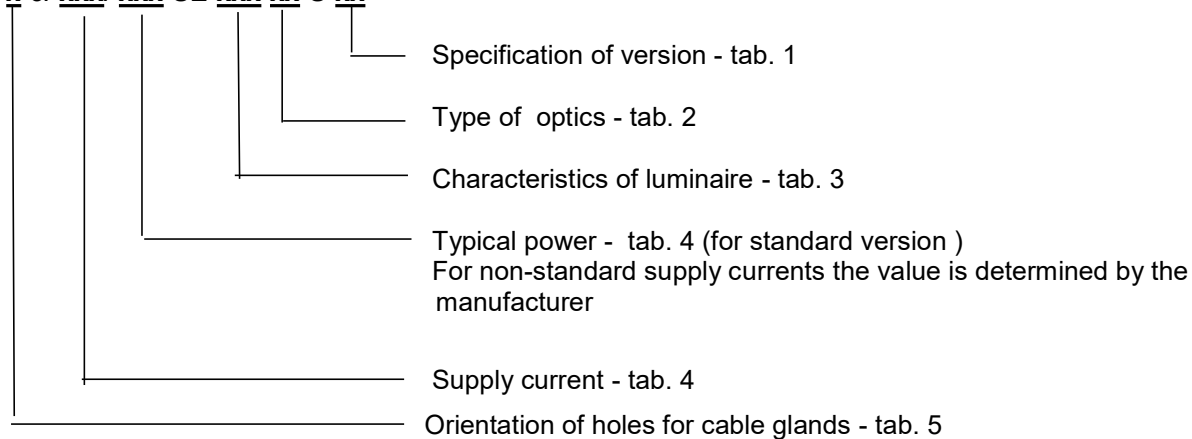 Specification of version - tab. 1
Type of optics - tab. 2
Characteristics of luminaire - tab. 3
Typical power - tab. 4 (for standard version )
For non-standard supply currents the value is determined by the
manufacturer
Supply current - tab. 4
Orientation of holes for cable glands - tab. 5